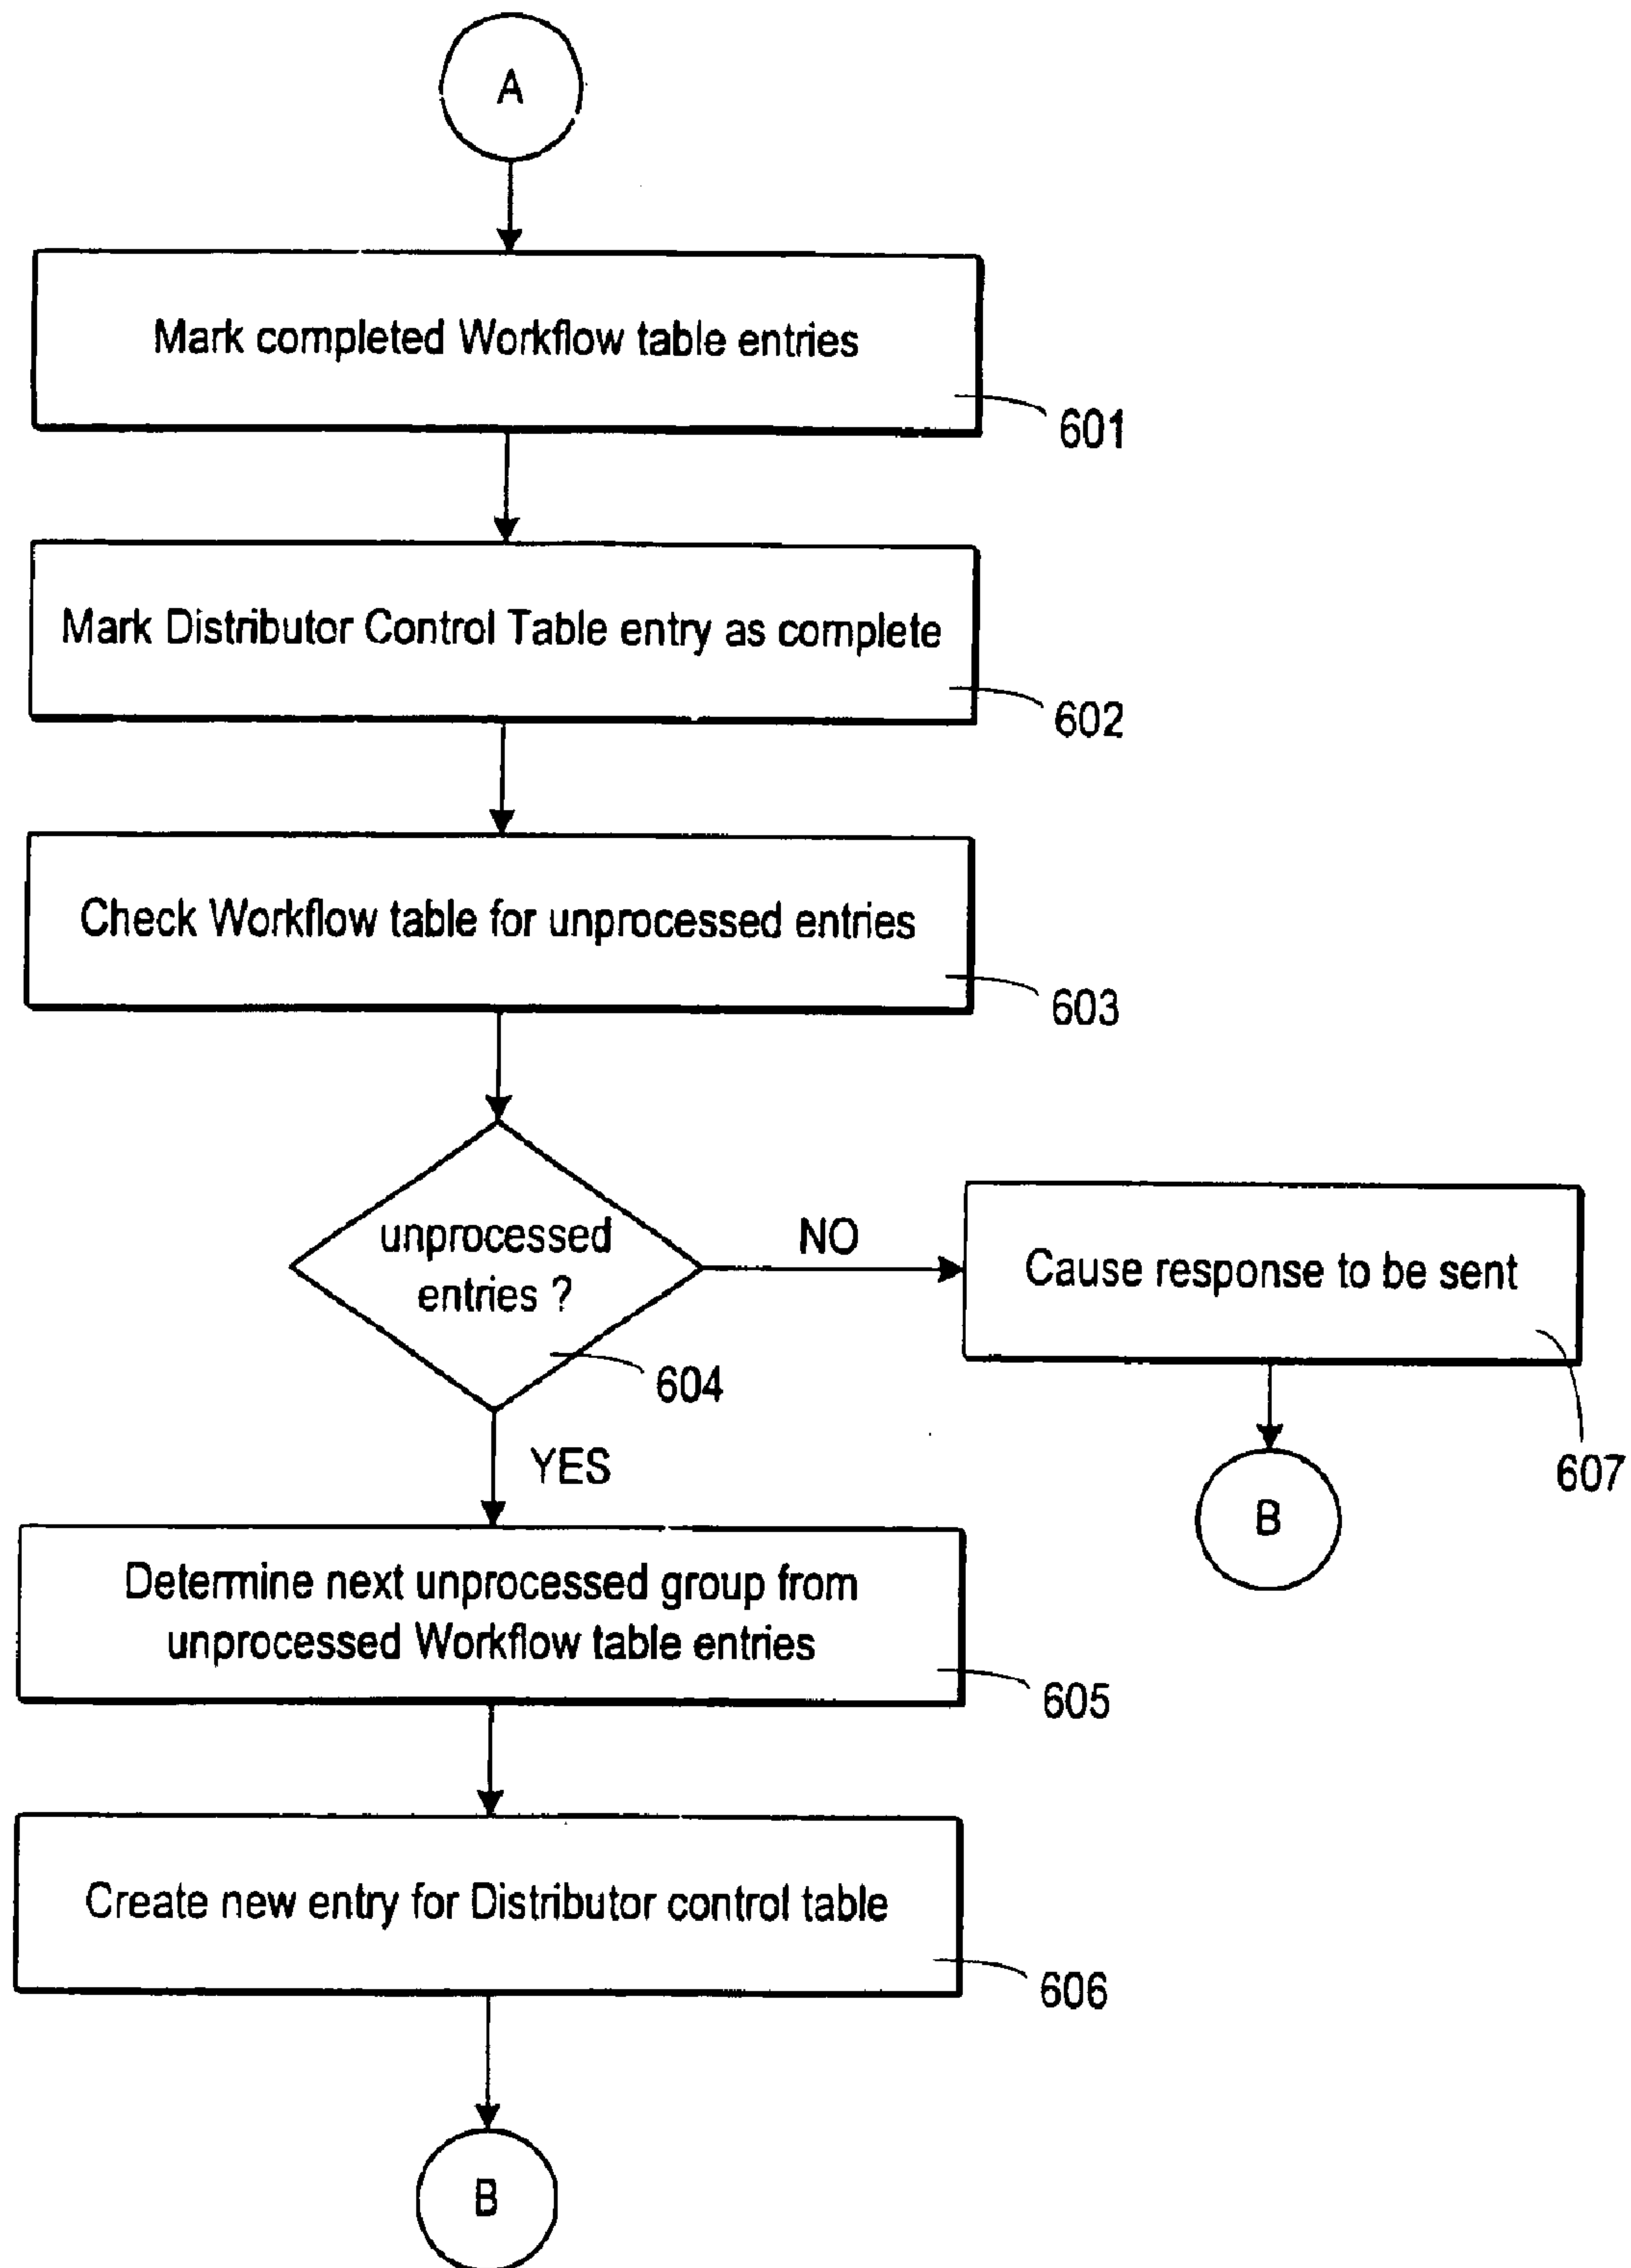 A
Mark completed Workflow table entries
601
Mark Distributor Control Table entry as complete
602
Check Workflow table for unprocessed entries
603
unprocessed
entries ?
604
NO
Cause response to be sent
607
B
YES
Determine next unprocessed group from
unprocessed Workflow table entries
605
Create new entry for Distributor control table
606
B